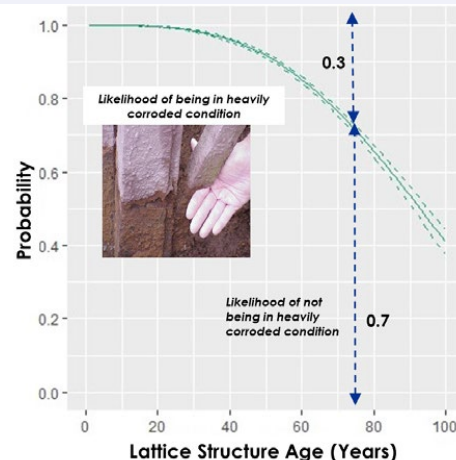 1.0
0.3
0.8
Likelihood of being in heavily
corroded condition
0.6
Probability
0.4
Likelihood of not
being in heavily
corroded condition
0.7
0.2
0.0
0
20
40
60
80
100
Lattice Structure Age (Years)